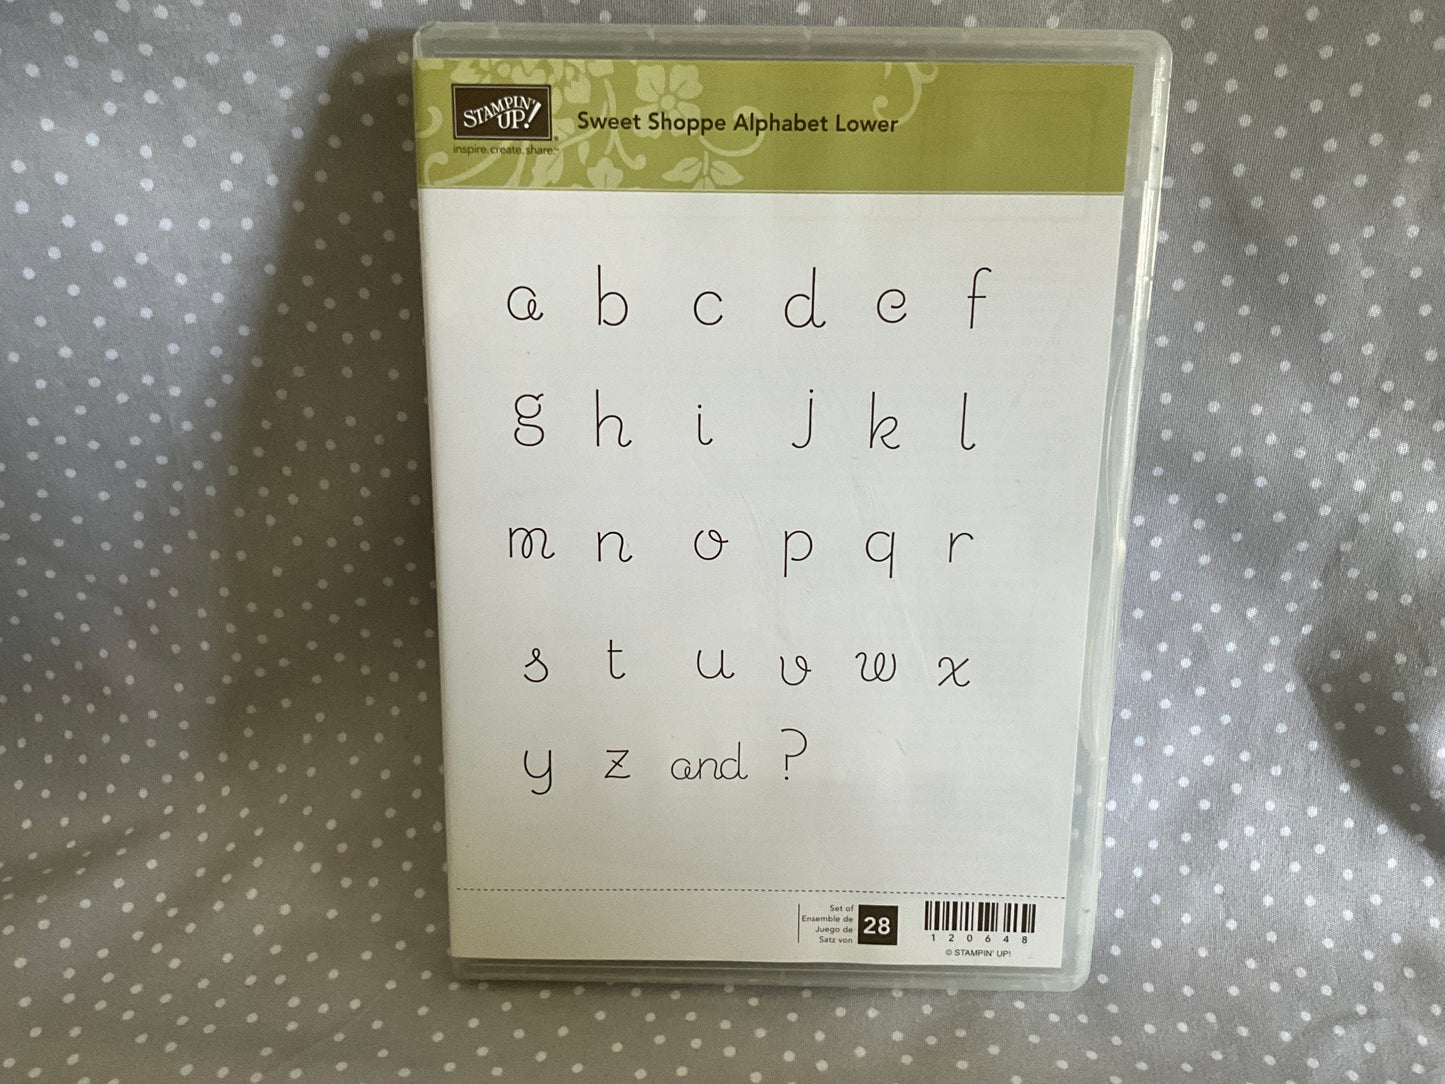 STAMPIN' UP!®
inspire.create.share.™
Sweet Shoppe Alphabet Lower
a b c d e f
g h i j k l
m n o p q r
s t u v w x
y z and ?
Set of
Ensemble de
Juego de
Satz von
28
1 2 0 6 4 8
© STAMPIN' UP!